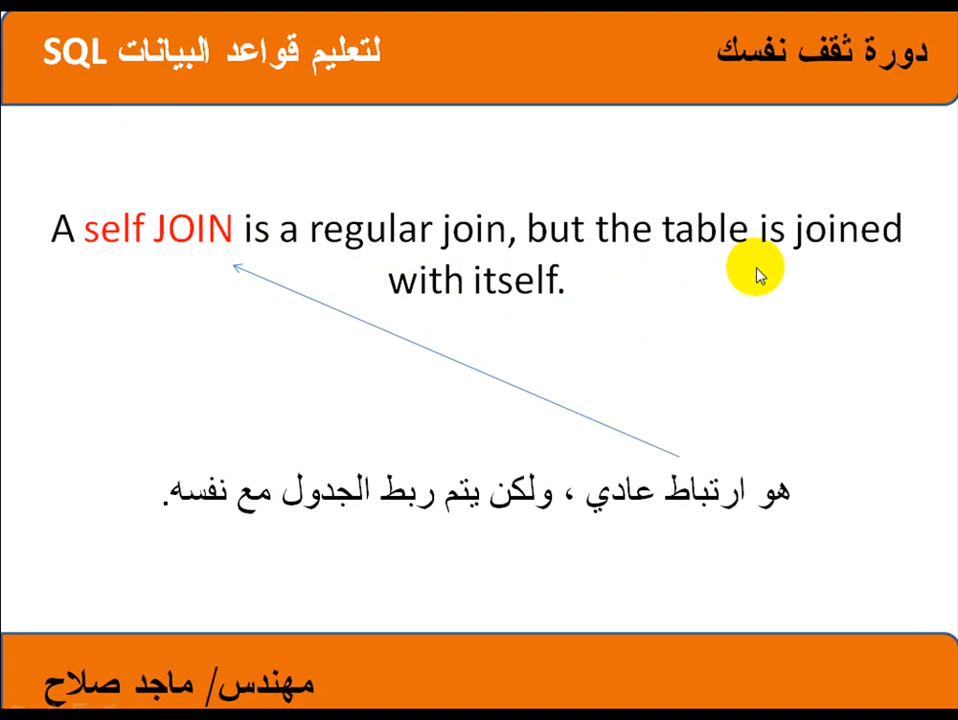 دورة ثقف نفسك
لتعليم قواعد البيانات SQL
A self JOIN is a regular join, but the table is joined
with itself.
هو ارتباط عادي ، ولكن يتم ربط الجدول مع نفسه.
مهندس/ ماجد صلاح